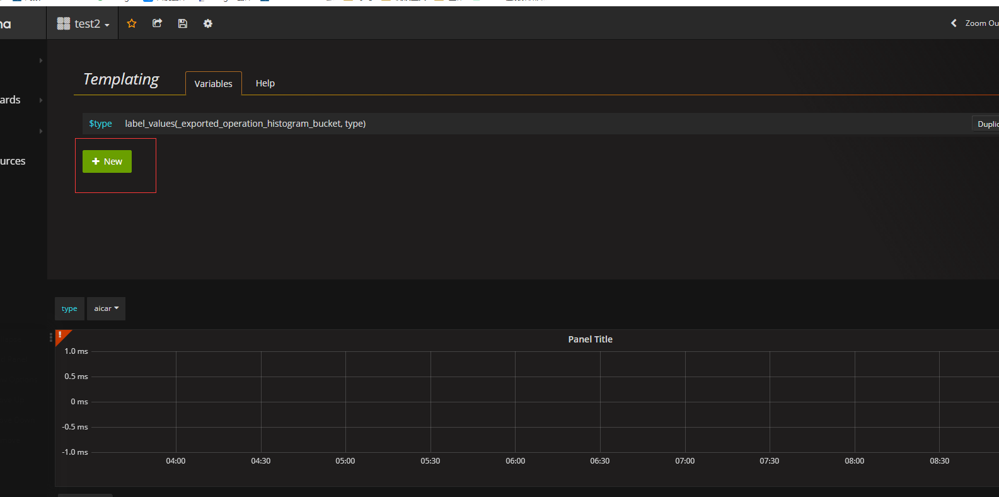 na
test2
Zoom Ou
Templating
Variables
Help
ards
$type label_values(_exported_operation_histogram_bucket, type)
Duplic
urces
+ New
type
aicar
!
Panel Title
1.0 ms
0.5 ms
0 ms
-0.5 ms
-1.0 ms
04:00 04:30 05:00 05:30 06:00 06:30 07:00 07:30 08:00 08:30